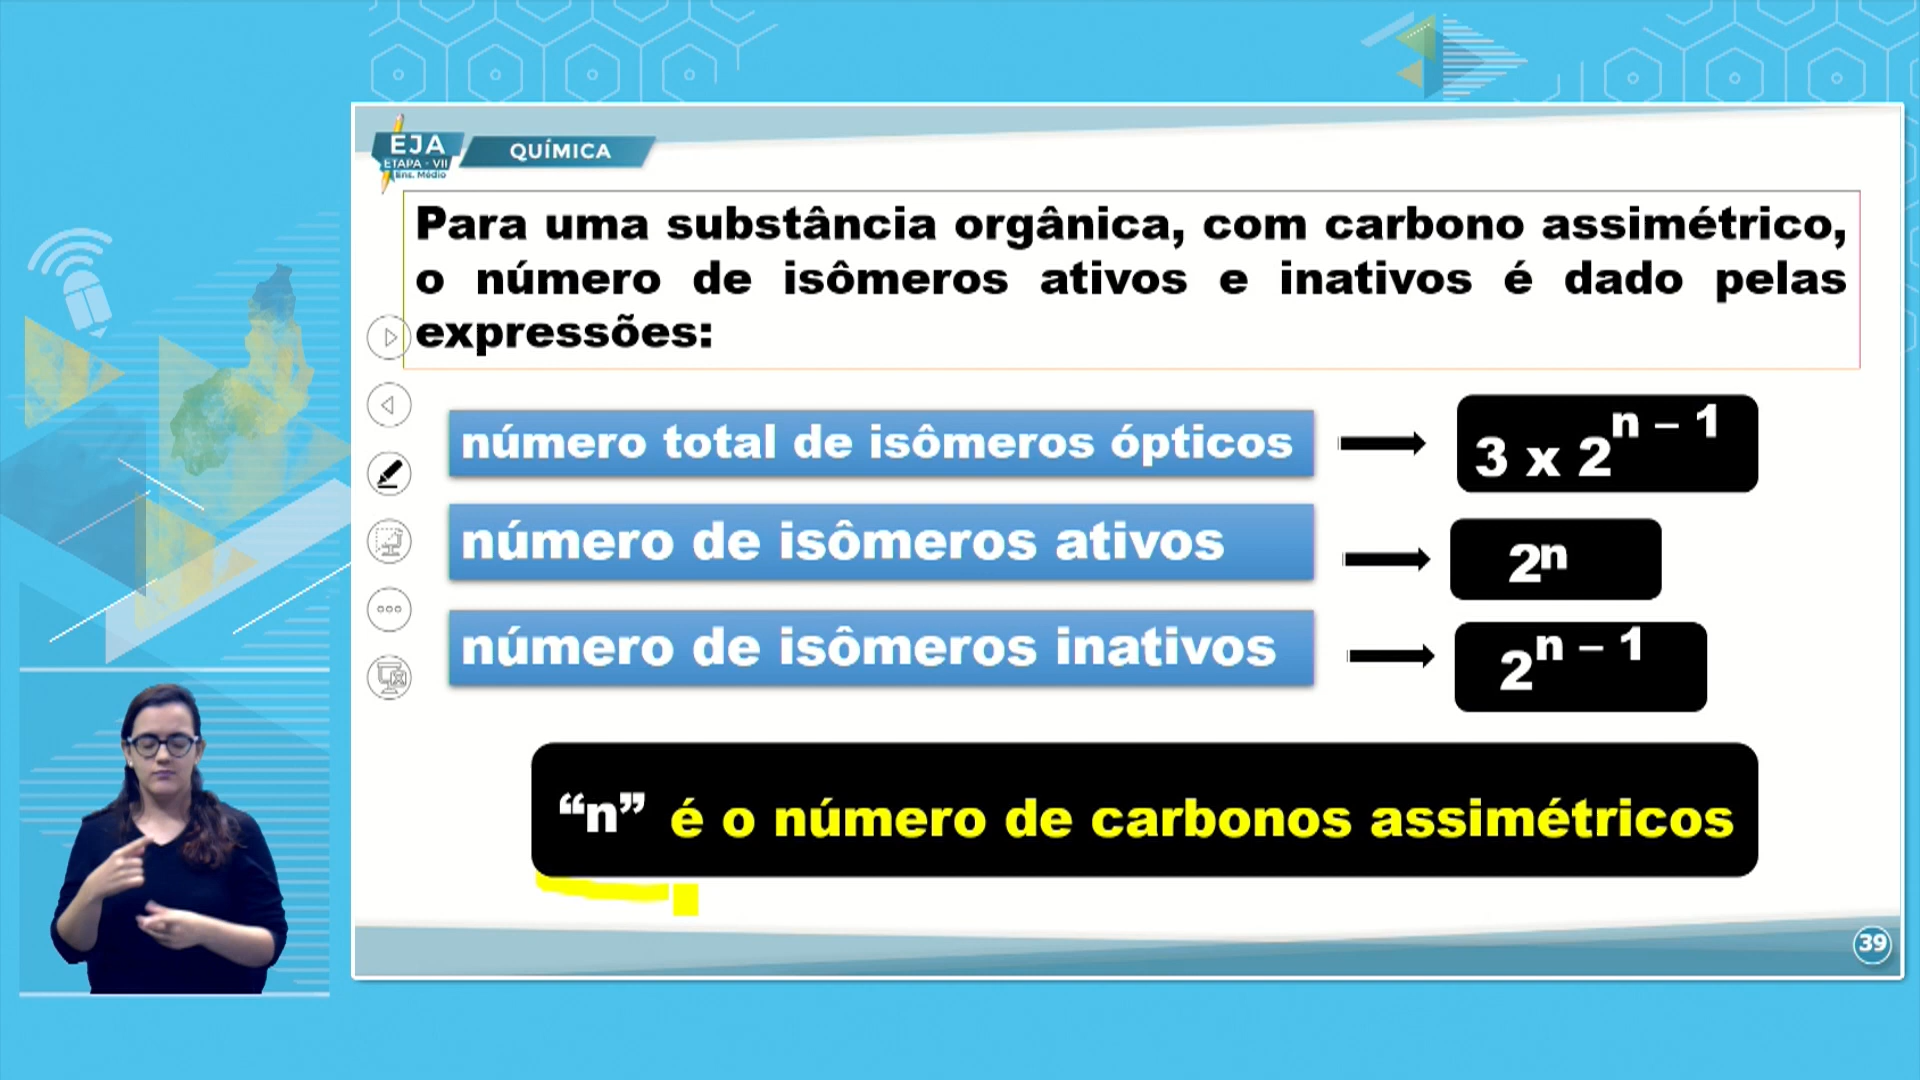 EJA
ETAPA - VII
Ens. Médio
QUÍMICA
Para uma substância orgânica, com carbono assimétrico,
o número de isômeros ativos e inativos é dado pelas
expressões:
número total de isômeros ópticos
3 x 2ⁿ ⁻ ¹
número de isômeros ativos
2ⁿ
número de isômeros inativos
2ⁿ ⁻ ¹
“n” é o número de carbonos assimétricos
39